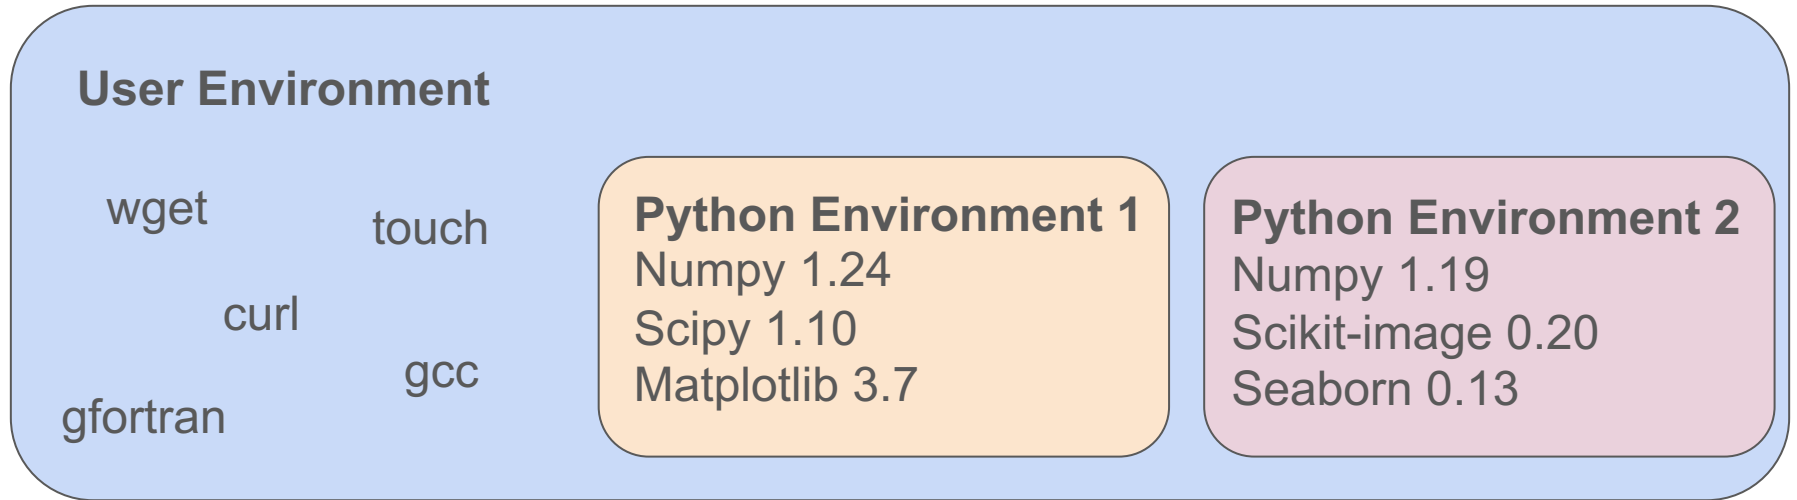 User Environment
wget
touch
curl
gcc
gfortran
Python Environment 1
Numpy 1.24
Scipy 1.10
Matplotlib 3.7
Python Environment 2
Numpy 1.19
Scikit-image 0.20
Seaborn 0.13